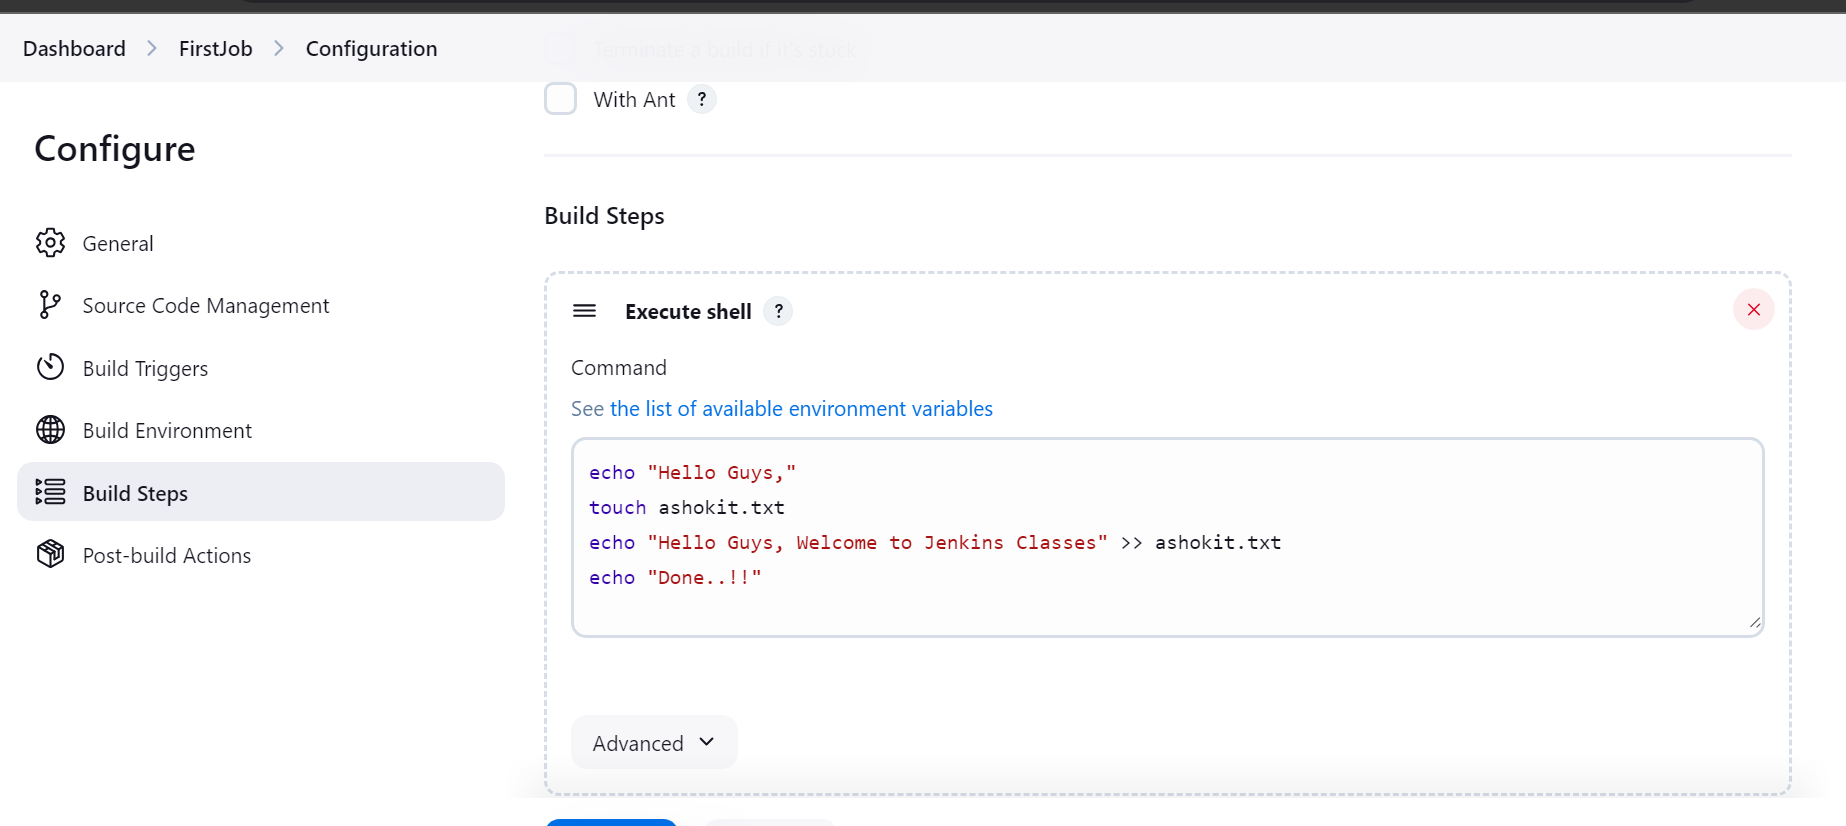 Dashboard > FirstJob > Configuration
Terminate a build if it's stuck
With Ant ?
Configure
General
Source Code Management
Build Triggers
Build Environment
Build Steps
Post-build Actions
Build Steps
Execute shell ?
Command
See the list of available environment variables
echo "Hello Guys,"
touch ashokit.txt
echo "Hello Guys, Welcome to Jenkins Classes" >> ashokit.txt
echo "Done..!!"
Advanced